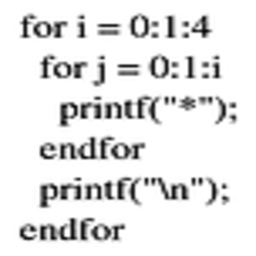 for i = 0:1:4
for j = 0:1:i
printf("*");
endfor
printf("\n");
endfor